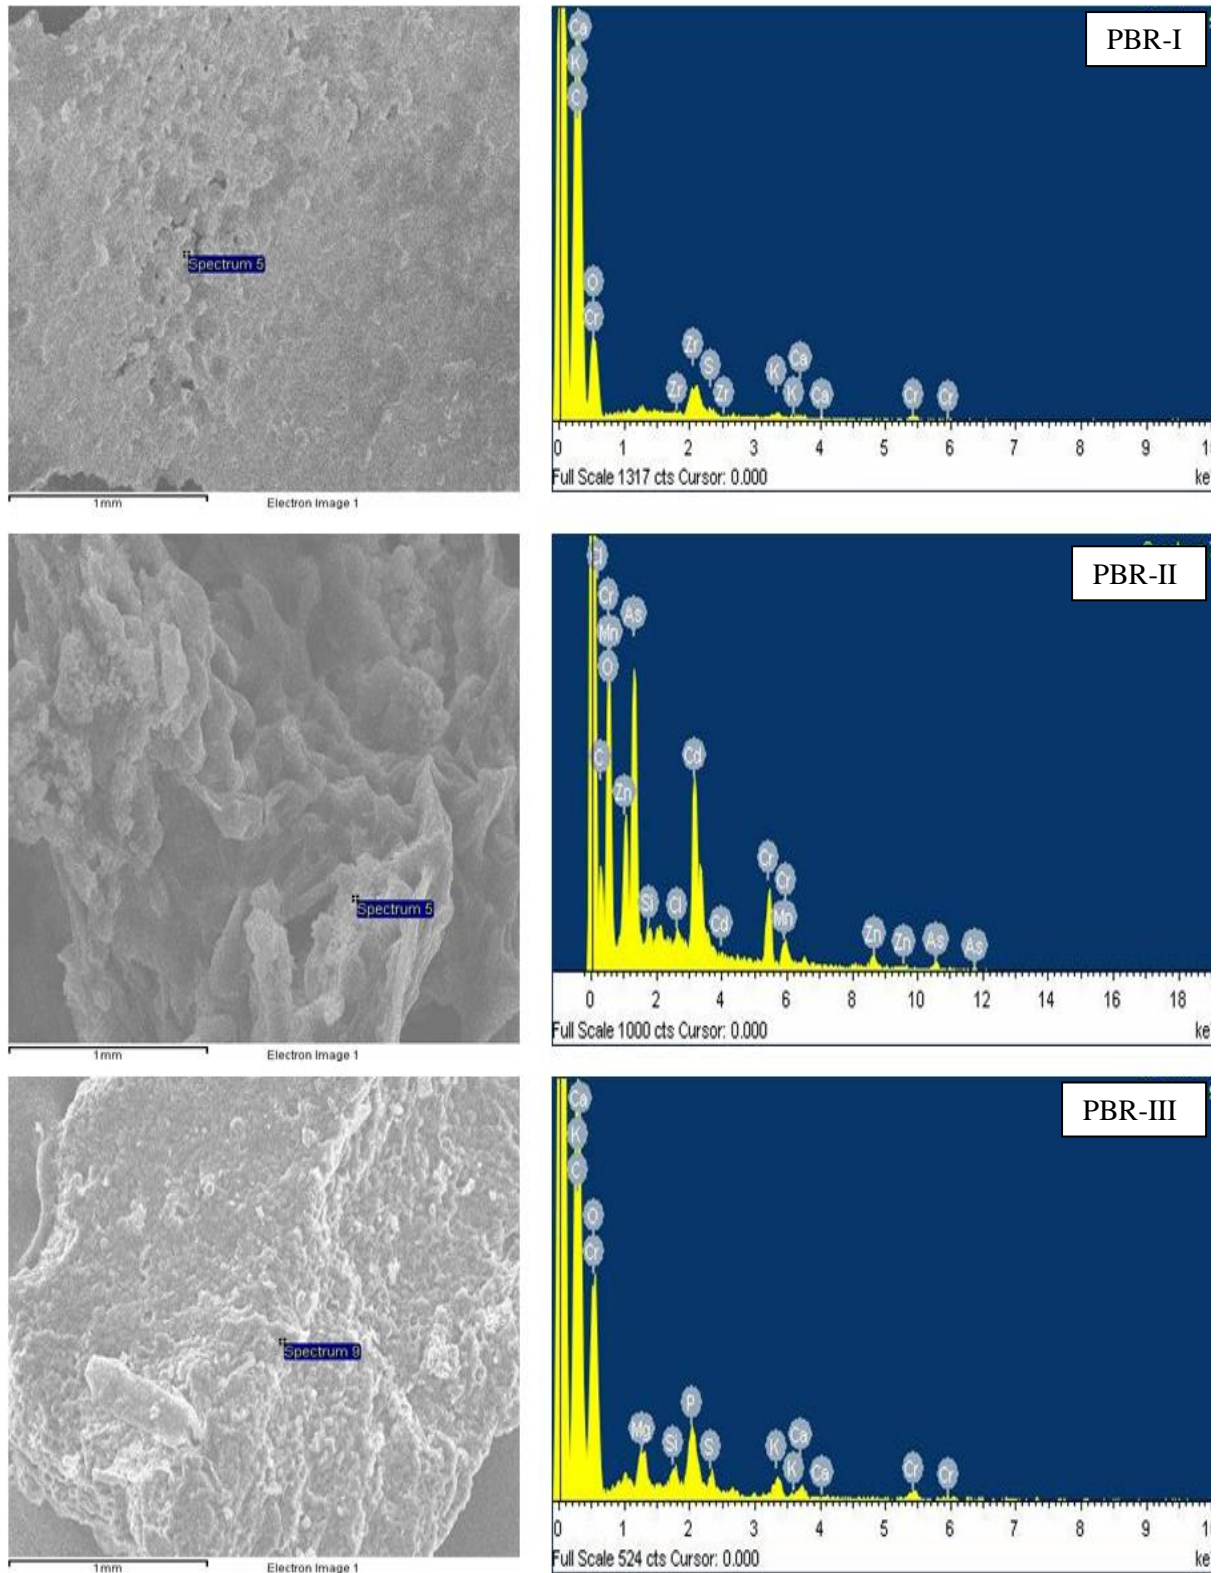 PBR-I
Ca
K
C
O
Cr
Zr
Zr
S
Zr
K
Ca
K
Ca
Cr
Cr
Spectrum 5
0 1 2 3 4 5 6 7 8 9
Full Scale 1317 cts Cursor: 0.000
ke
1mm
Electron Image 1
PBR-II
Cl
Cr
As
Mn
O
C
Cd
Zn
Cr
Cr
Si
Cl
Mn
Cd
Zn
Zn
As
As
Spectrum 5
0 2 4 6 8 10 12 14 16 18
Full Scale 1000 cts Cursor: 0.000
ke
1mm
Electron Image 1
PBR-III
Ca
K
C
O
Cr
P
Mg
Si
S
K
Ca
K
Ca
Cr
Cr
Spectrum 9
0 1 2 3 4 5 6 7 8 9
Full Scale 524 cts Cursor: 0.000
ke
1mm
Electron Image 1